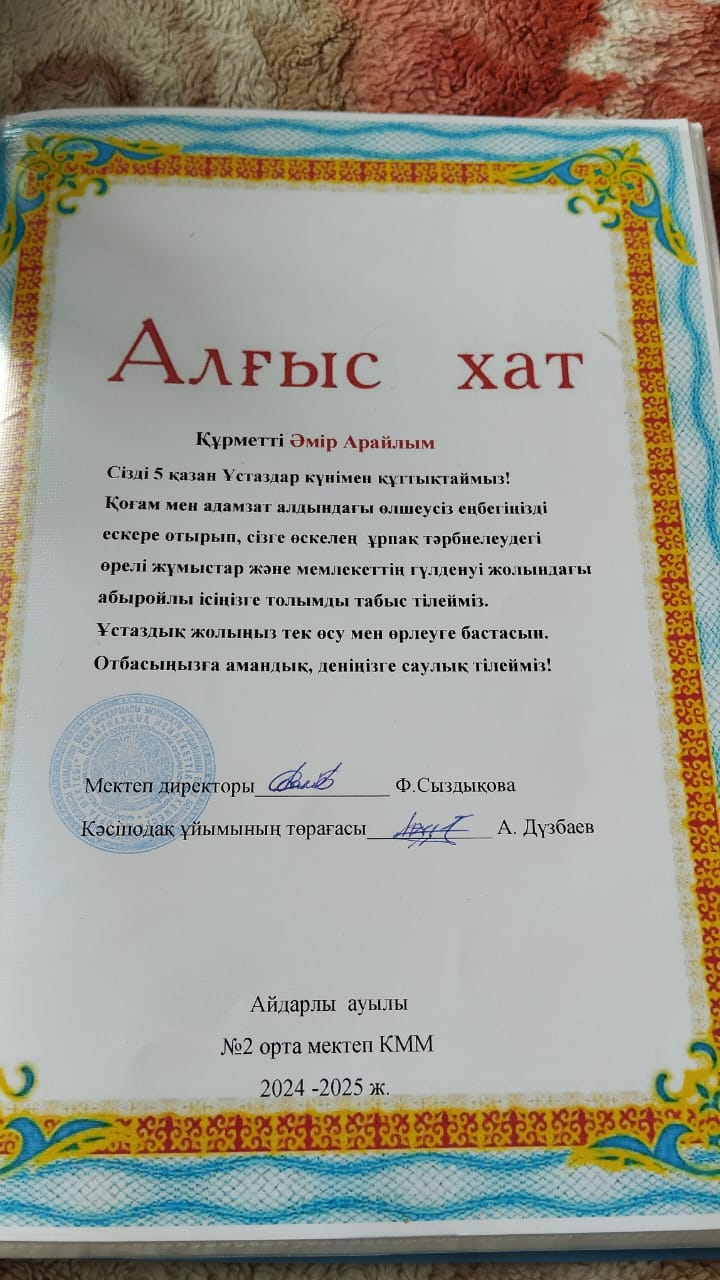 Алғыс хат
Құрметті Әмір Арайлым
Сізді 5 қазан Ұстаздар күнімен құттықтаймыз!
Қоғам мен адамзат алдындағы өлшеусіз еңбегіңізді
ескере отырып, сізге өскелең ұрпақ тәрбиелеудегі
өрелі жұмыстар және мемлекеттің гүлденуі жолындағы
абыройлы ісіңізге толымды табыс тілейміз.
Ұстаздық жолыңыз тек өсу мен өрлеуге бастасын.
Отбасыңызға амандық, деніңізге саулық тілейміз!
Мектеп директоры____________ Ф.Сыздықова
Кәсіподақ ұйымының төрағасы____________ А. Дүзбаев
Айдарлы ауылы
№2 орта мектеп КММ
2024 -2025 ж.